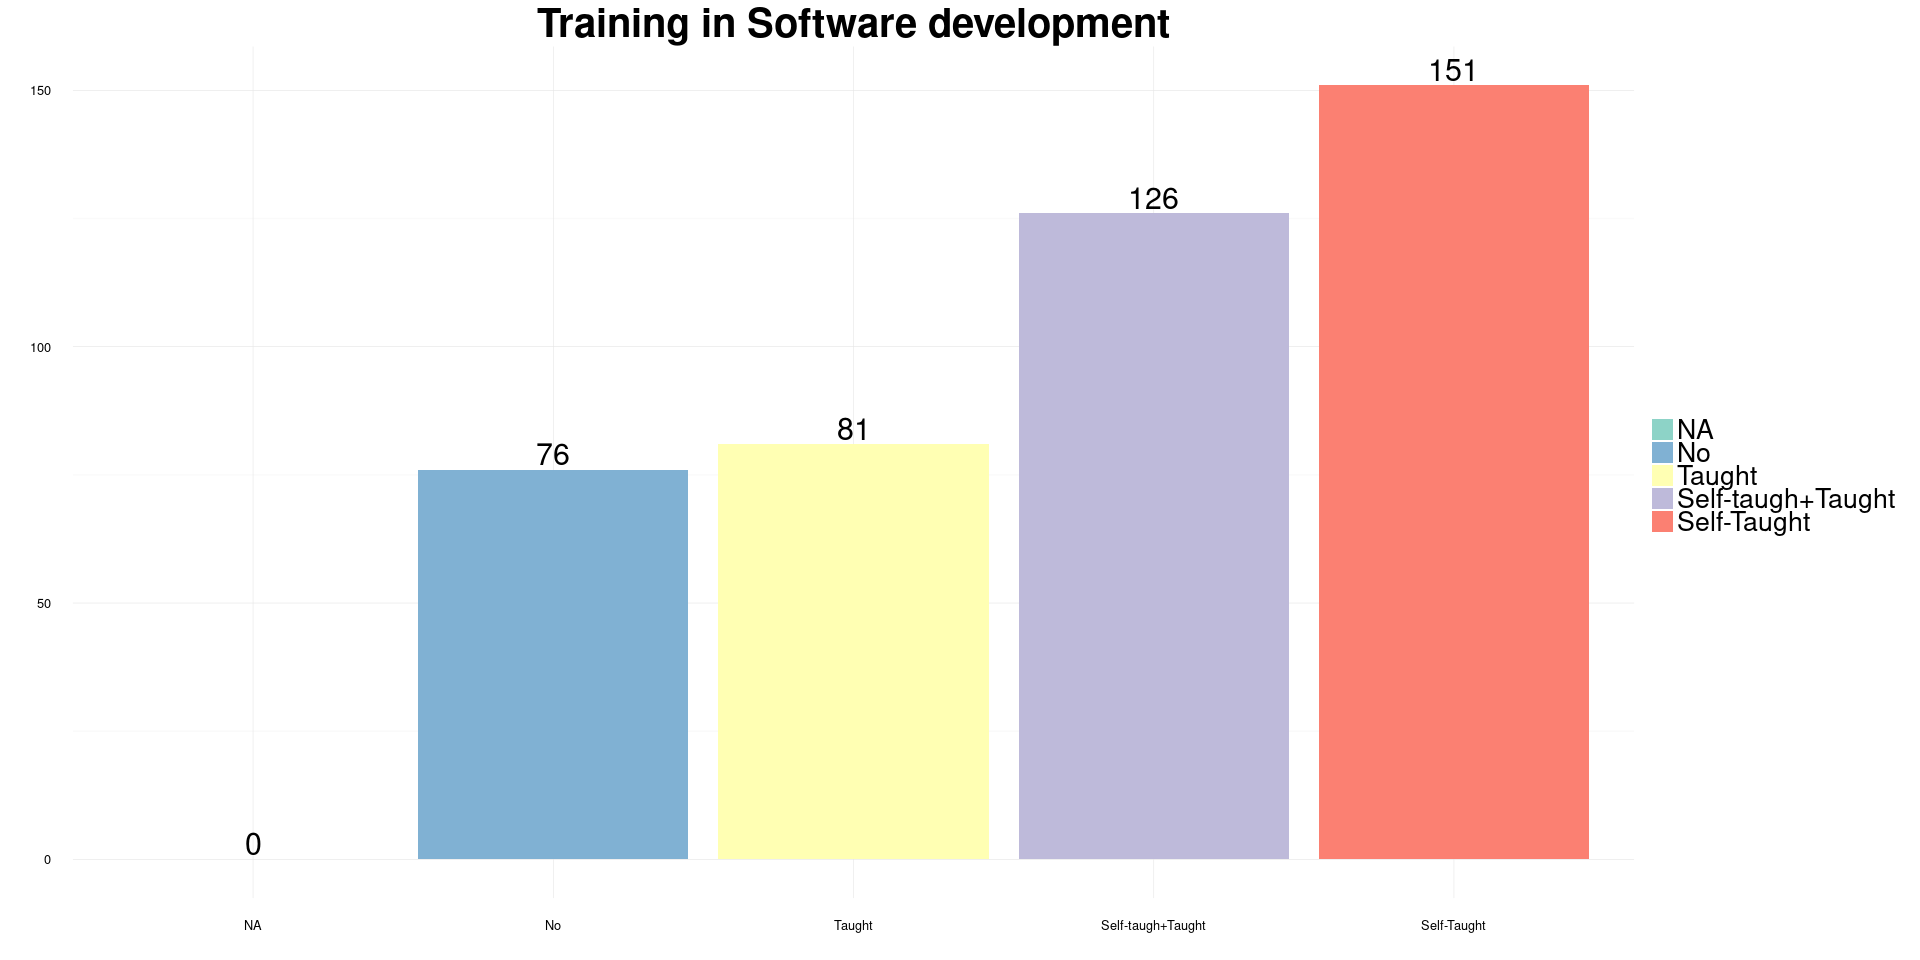 Training in Software development
151
150
126
100
81
76
50
0
0
NA
No
Taught
Self-taugh+Taught
Self-Taught
NA
No
Taught
Self-taugh+Taught
Self-Taught